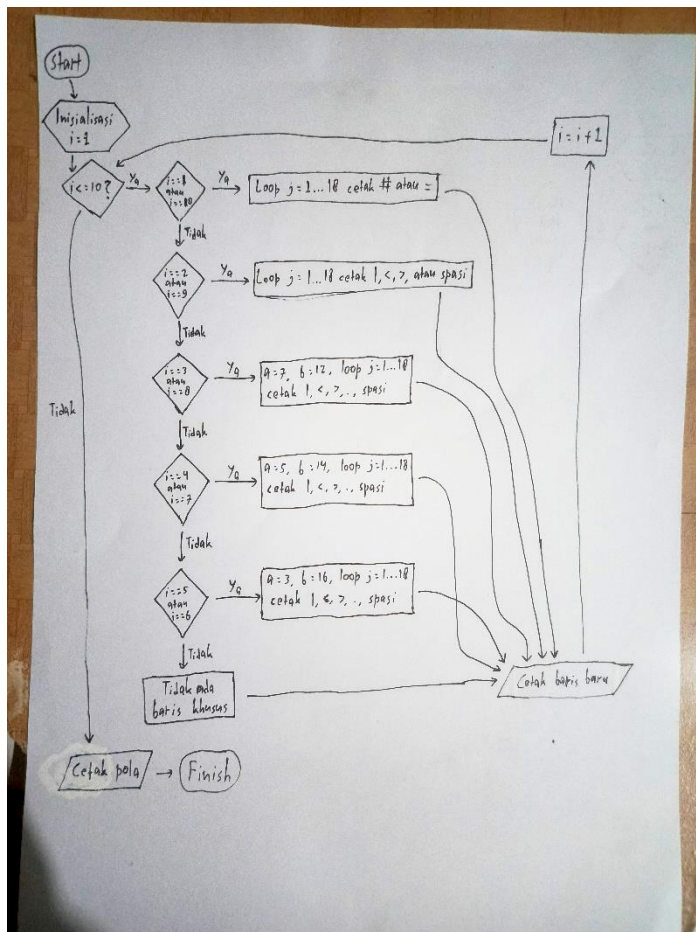 Start
Inisialisasi
i=1
i<=10?
Ya
i==1
atau
i==10
Ya
Loop j=1...18 cetak # atau =
i=i+1
Tidak
i==2
atau
i==9
Ya
Loop j=1...18 cetak |,<,>, atau spasi
Tidak
i==3
atau
i==8
Ya
a=7, b=12, loop j=1...18
cetak |,<,>,., spasi
Tidak
Tidak
i==4
atau
i==7
Ya
a=5, b=14, loop j=1...18
cetak |,<,>,., spasi
Tidak
i==5
atau
i==6
Ya
a=3, b=16, loop j=1...18
cetak |,<,>,., spasi
Tidak
Tidak ada
baris khusus
Cetak baris baru
Cetak pola
Finish